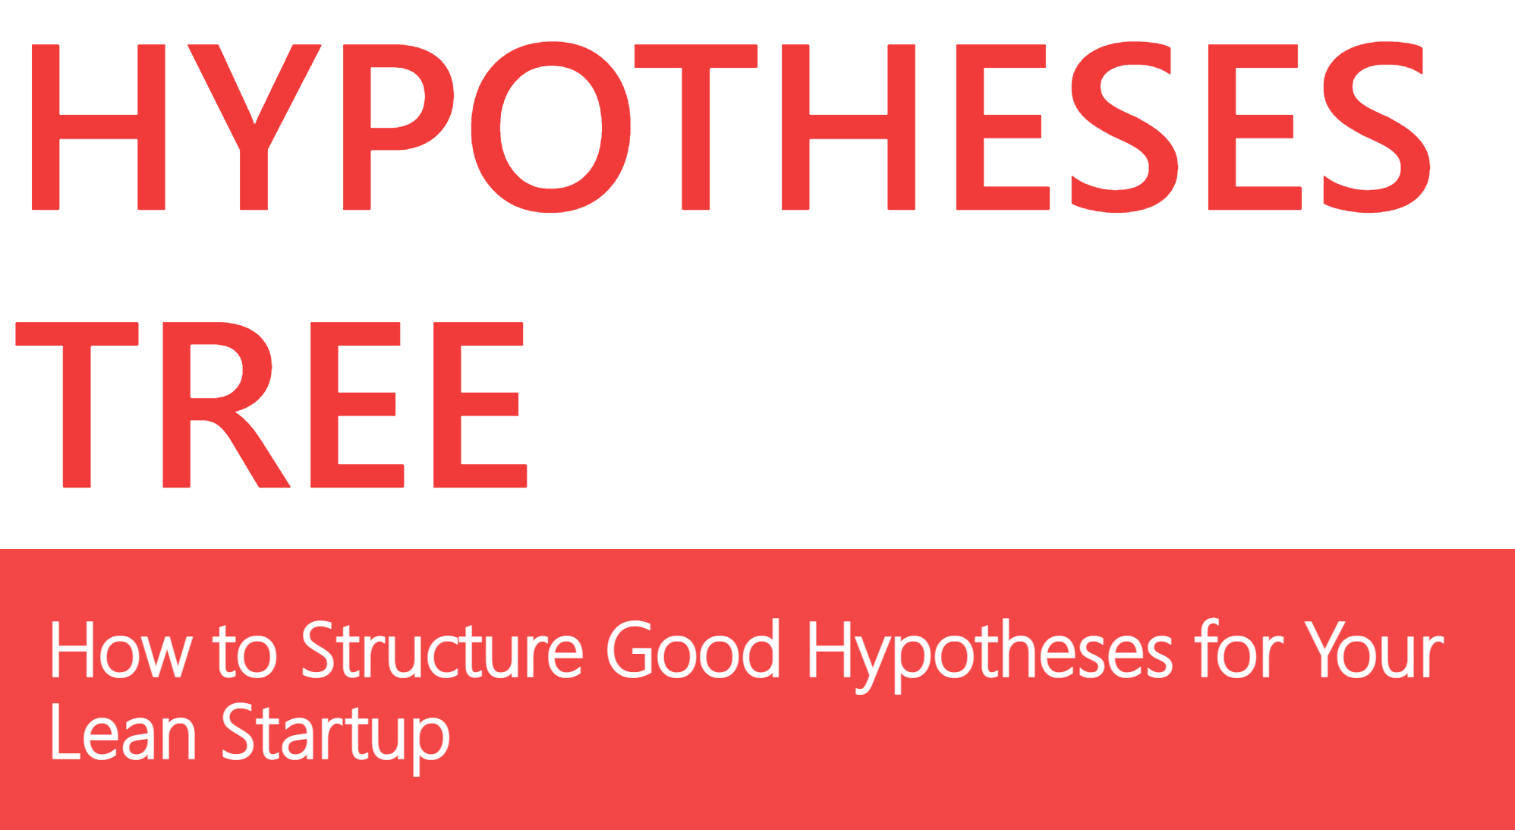 HYPOTHESES
TREE
How to Structure Good Hypotheses for Your
Lean Startup